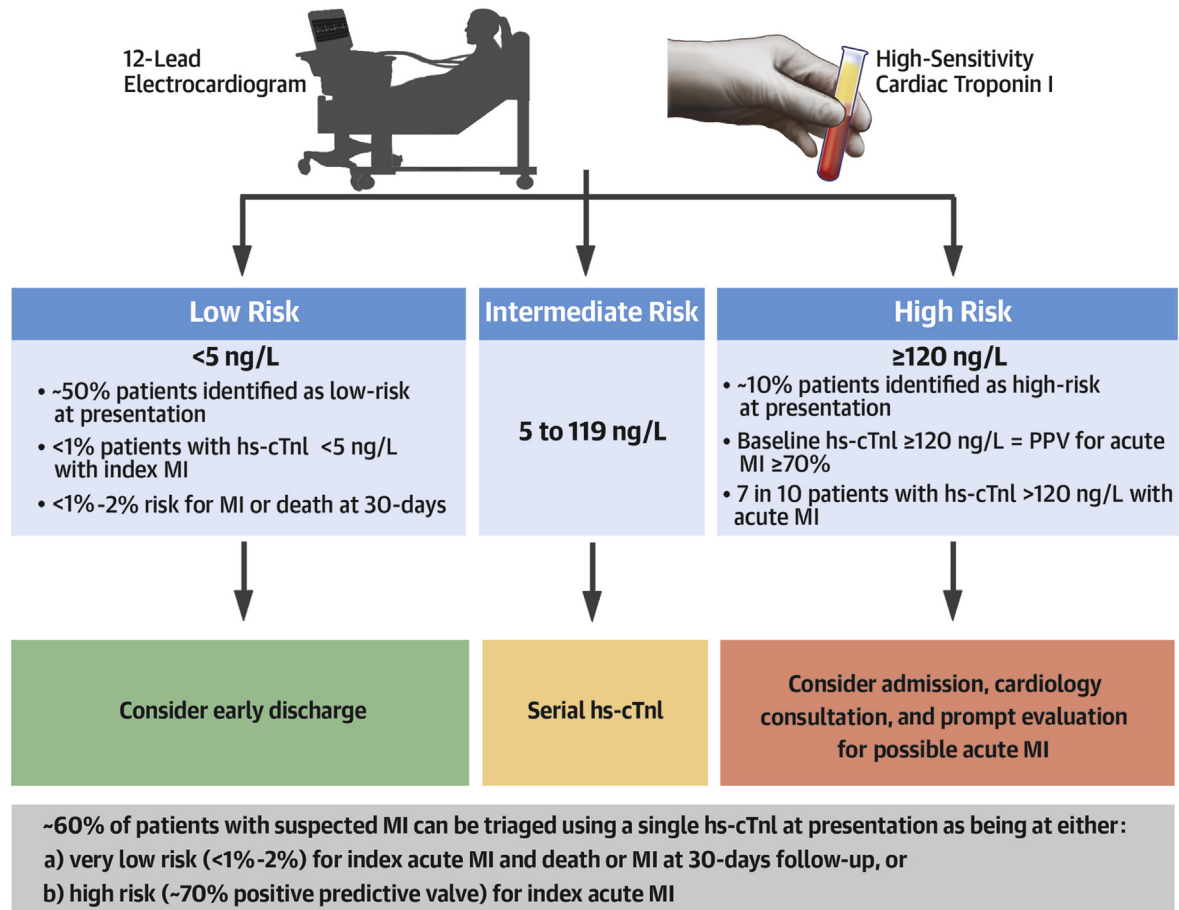 12-Lead
Electrocardiogram
High-Sensitivity
Cardiac Troponin I
Low Risk
<5 ng/L
• ~50% patients identified as low-risk
at presentation
• <1% patients with hs-cTnI <5 ng/L
with index MI
• <1%-2% risk for MI or death at 30-days
Intermediate Risk
5 to 119 ng/L
High Risk
≥120 ng/L
• ~10% patients identified as high-risk
at presentation
• Baseline hs-cTnI ≥120 ng/L = PPV for acute
MI ≥70%
• 7 in 10 patients with hs-cTnI >120 ng/L with
acute MI
Consider early discharge
Serial hs-cTnI
Consider admission, cardiology
consultation, and prompt evaluation
for possible acute MI
~60% of patients with suspected MI can be triaged using a single hs-cTnI at presentation as being at either:
a) very low risk (<1%-2%) for index acute MI and death or MI at 30-days follow-up, or
b) high risk (~70% positive predictive valve) for index acute MI